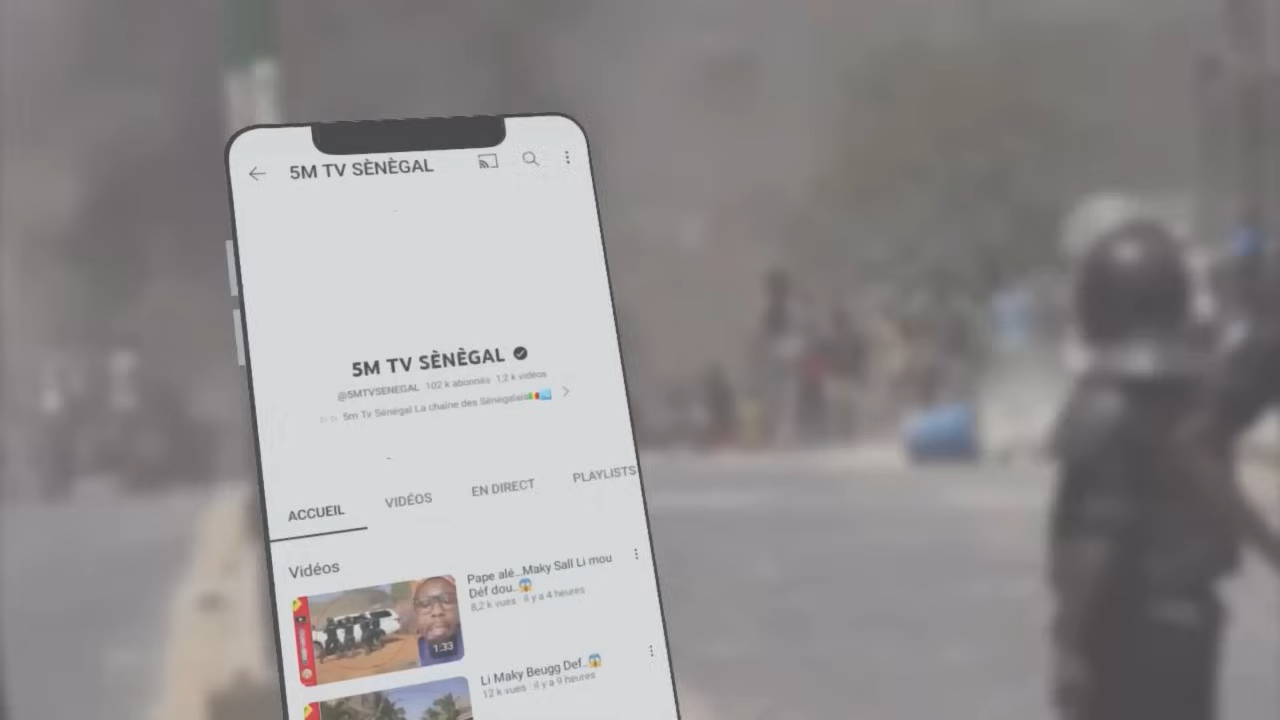 5M TV SÈNÈGAL
5M TV SÈNÈGAL
@5MTVSENEGAL 102 k abonnés 1,2 k vidéos
5m Tv Sénégal La chaîne des Sénégalais
ACCUEIL VIDÉOS EN DIRECT PLAYLISTS
Vidéos
Pape alé...Maky Sall Li mou
Déf dou..😱
8,2 k vues · il y a 4 heures
1:33
Li Maky Beugg Def..😱
12 k vues · il y a 9 heures